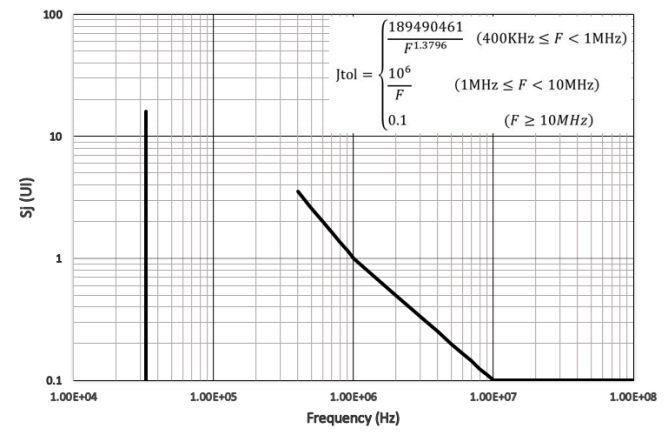 100
189490461
F^1.3796
(400KHz ≤ F < 1MHz)
Jtol =
10^6
F
(1MHz ≤ F < 10MHz)
0.1
(F ≥ 10MHz)
10
Sj (UI)
1
0.1
1.00E+04
1.00E+05
1.00E+06
1.00E+07
1.00E+08
Frequency (Hz)